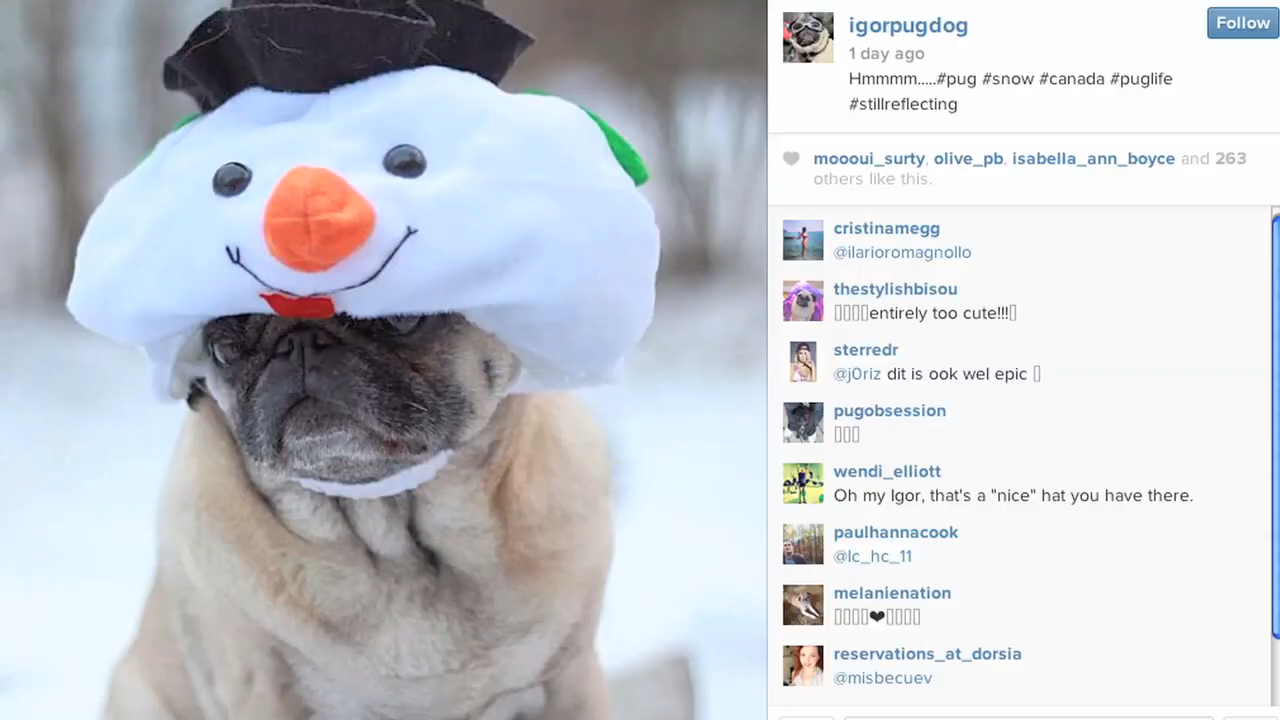 igorpugdog
Follow
1 day ago
Hmmmm.....#pug #snow #canada #puglife
#stillreflecting
moooui_surty, olive_pb, isabella_ann_boyce and 263
others like this.
cristinamegg
@ilarioromagnollo
thestylishbisou
entirely too cute!!!
sterredr
@j0riz dit is ook wel epic
pugobsession
wendi_elliott
Oh my Igor, that's a "nice" hat you have there.
paulhannacook
@lc_hc_11
melanienation
❤
reservations_at_dorsia
@misbecuev